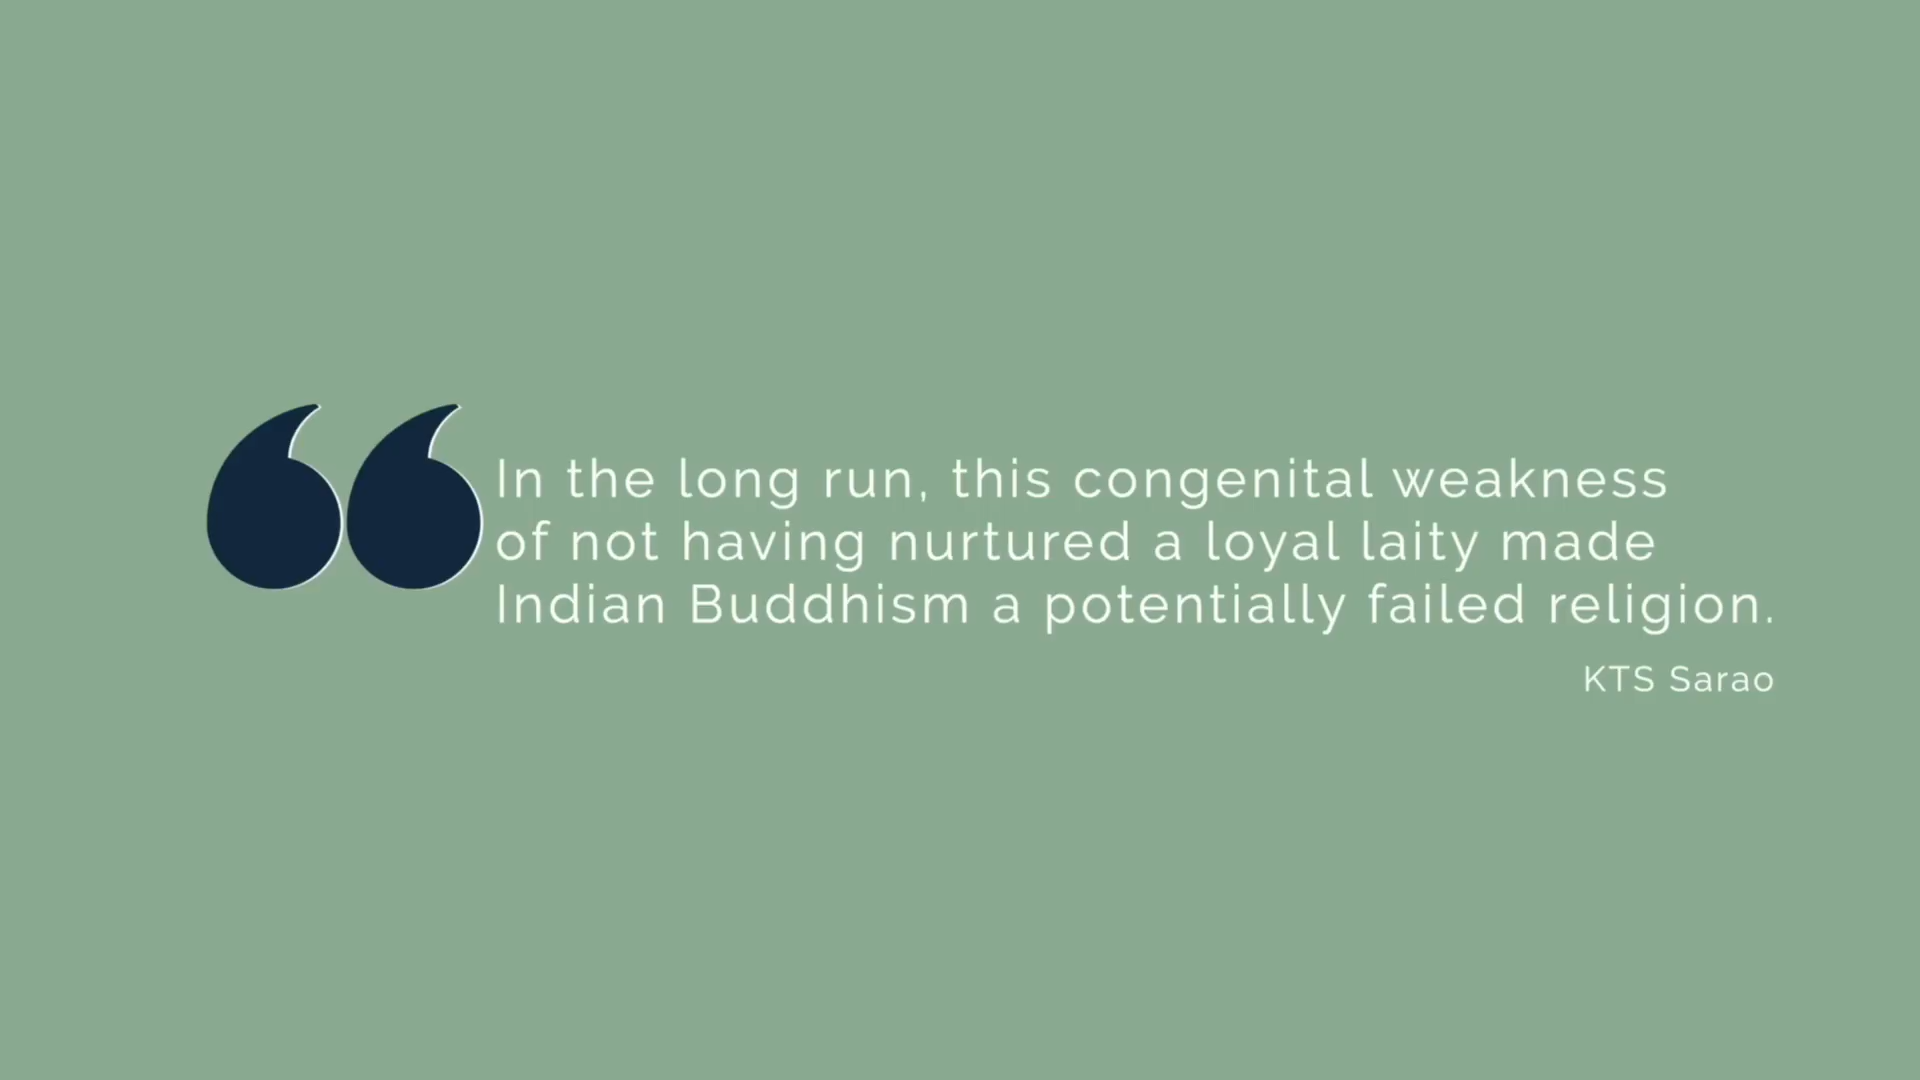 In the long run, this congenital weakness
of not having nurtured a loyal laity made
Indian Buddhism a potentially failed religion.
KTS Sarao